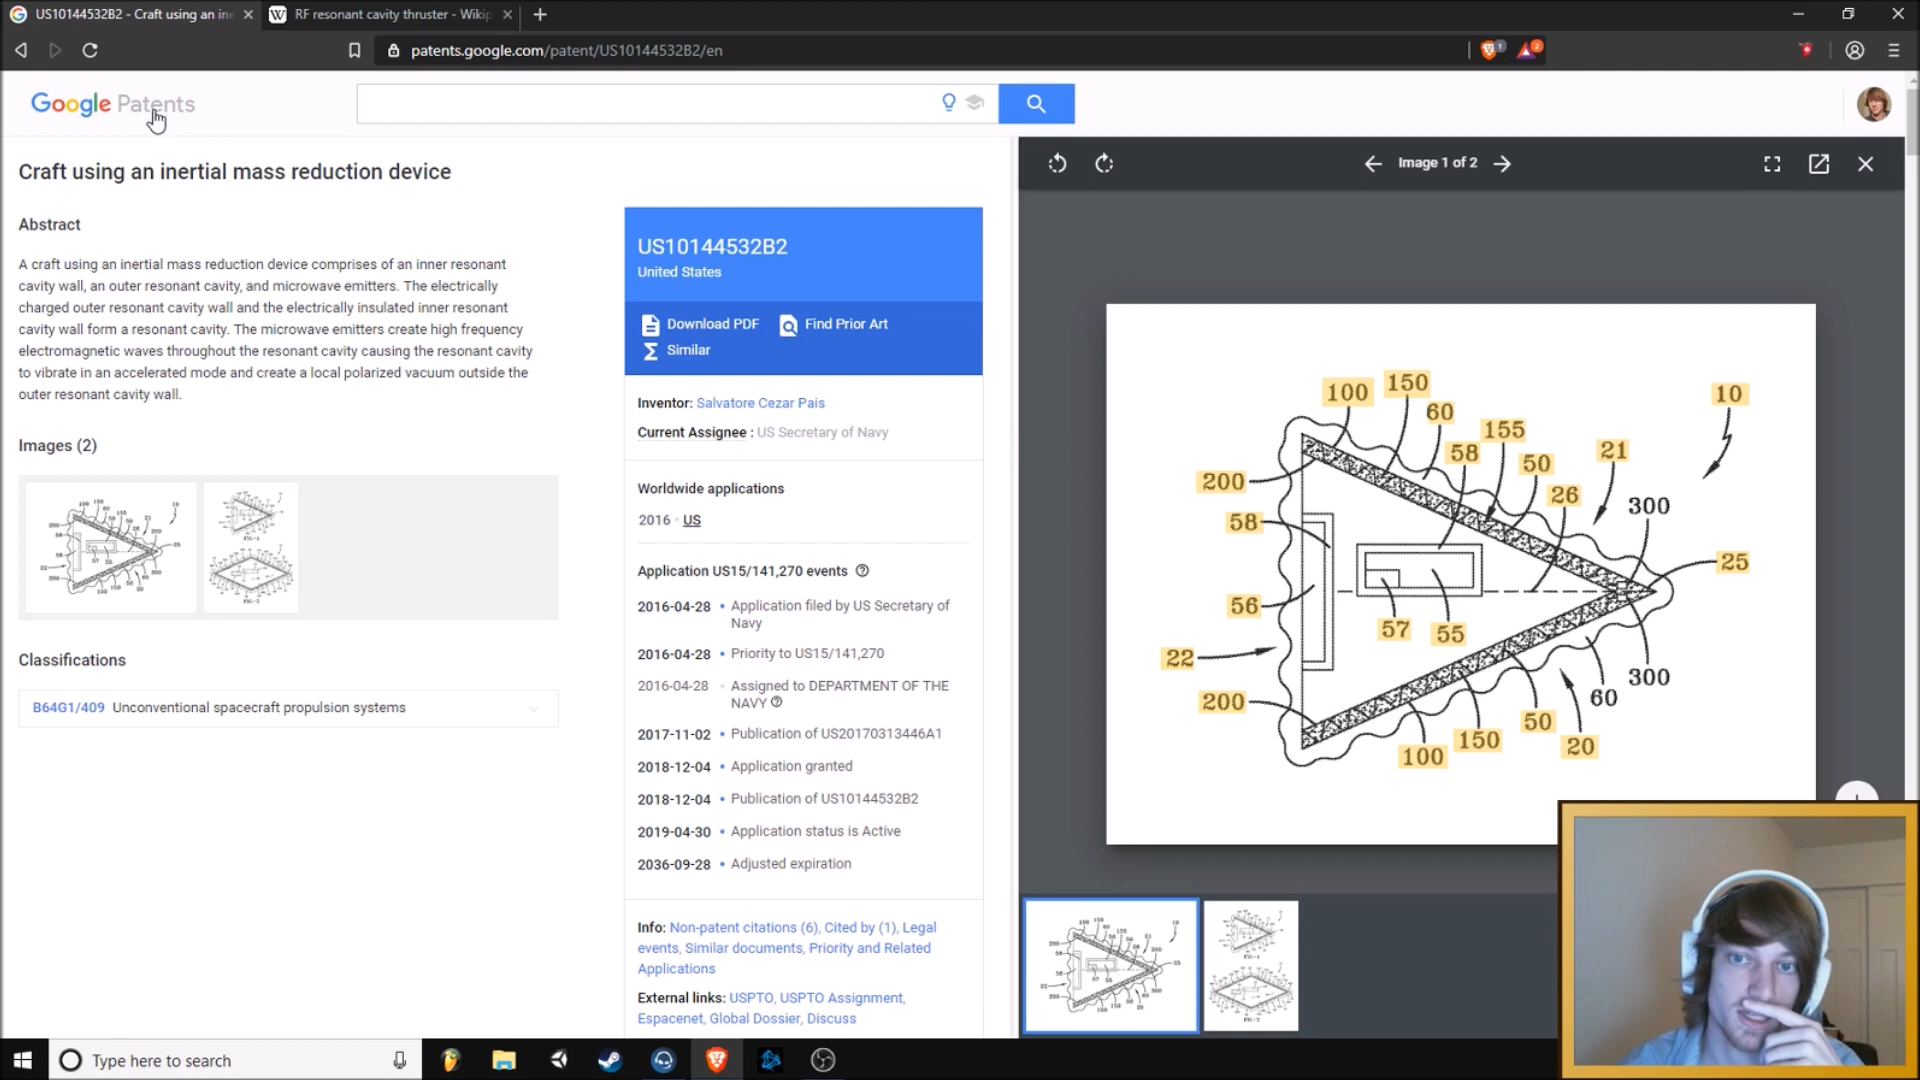 US10144532B2 - Craft using an ine
RF resonant cavity thruster - Wikip
patents.google.com/patent/US10144532B2/en
1
2
Google Patents
Craft using an inertial mass reduction device
Abstract
A craft using an inertial mass reduction device comprises of an inner resonant
cavity wall, an outer resonant cavity, and microwave emitters. The electrically
charged outer resonant cavity wall and the electrically insulated inner resonant
cavity wall form a resonant cavity. The microwave emitters create high frequency
electromagnetic waves throughout the resonant cavity causing the resonant cavity
to vibrate in an accelerated mode and create a local polarized vacuum outside the
outer resonant cavity wall.
Images (2)
Classifications
B64G1/409 Unconventional spacecraft propulsion systems
US10144532B2
United States
Download PDF Find Prior Art
Similar
Inventor: Salvatore Cezar Pais
Current Assignee : US Secretary of Navy
Worldwide applications
2016 · US
Application US15/141,270 events
2016-04-28 • Application filed by US Secretary of
Navy
2016-04-28 • Priority to US15/141,270
2016-04-28 • Assigned to DEPARTMENT OF THE
NAVY
2017-11-02 • Publication of US20170313446A1
2018-12-04 • Application granted
2018-12-04 • Publication of US10144532B2
2019-04-30 • Application status is Active
2036-09-28 • Adjusted expiration
Info: Non-patent citations (6), Cited by (1), Legal
events, Similar documents, Priority and Related
Applications
External links: USPTO, USPTO Assignment,
Espacenet, Global Dossier, Discuss
Image 1 of 2
100
150
60
10
155
58
21
50
200
26
300
58
25
56
57
55
22
300
200
60
50
20
150
100
Type here to search